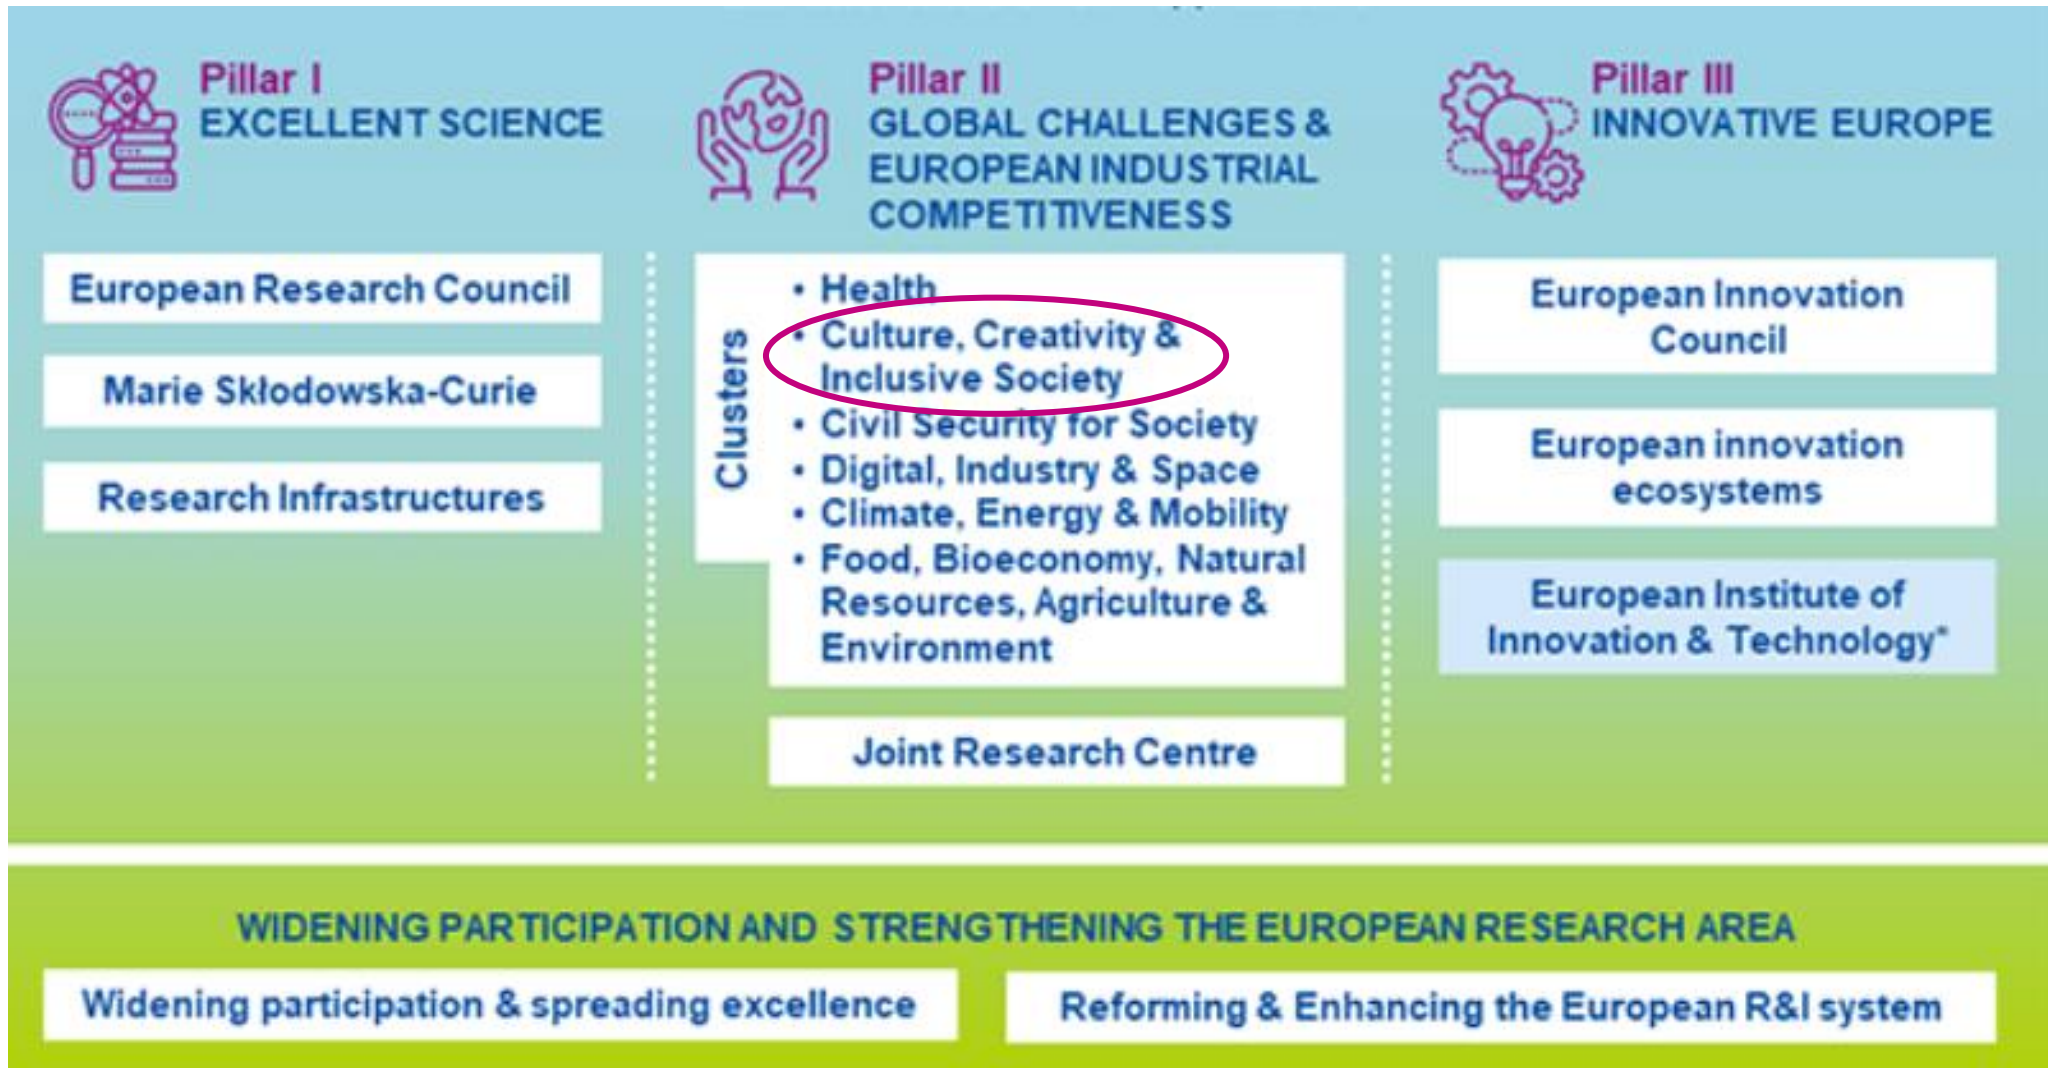 Pillar I
EXCELLENT SCIENCE
European Research Council
Marie Skłodowska-Curie
Research Infrastructures
Pillar II
GLOBAL CHALLENGES &
EUROPEAN INDUSTRIAL
COMPETITIVENESS
Clusters
• Health
• Culture, Creativity &
Inclusive Society
• Civil Security for Society
• Digital, Industry & Space
• Climate, Energy & Mobility
• Food, Bioeconomy, Natural
Resources, Agriculture &
Environment
Joint Research Centre
Pillar III
INNOVATIVE EUROPE
European Innovation
Council
European innovation
ecosystems
European Institute of
Innovation & Technology*
WIDENING PARTICIPATION AND STRENGTHENING THE EUROPEAN RESEARCH AREA
Widening participation & spreading excellence
Reforming & Enhancing the European R&I system